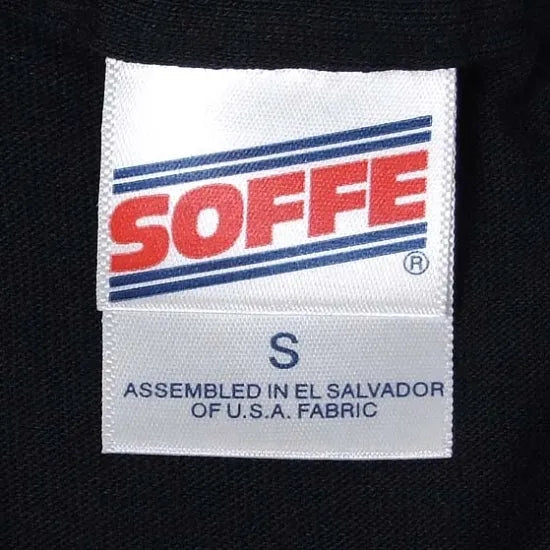 SOFFE
®
S
ASSEMBLED IN EL SALVADOR
OF U.S.A. FABRIC